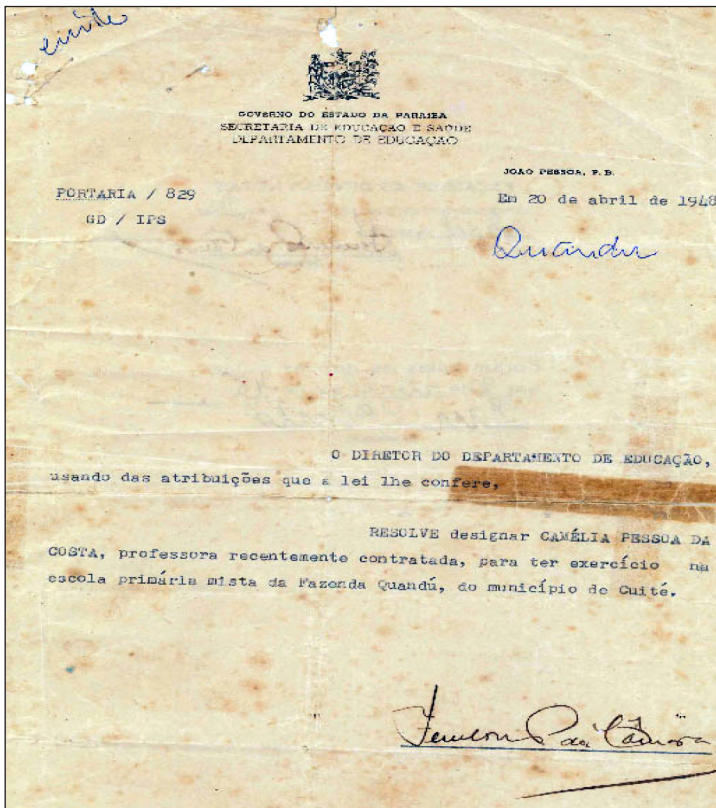 GOVERNO DO ESTADO DA PARAIBA
SECRETARIA DE EDUCAÇÃO E SAÚDE
DEPARTAMENTO DE EDUCAÇÃO
JOÃO PESSOA, P. B.
PORTARIA / 829
Em 20 de abril de 1948
GD / IPS
Quandu
O DIRETOR DO DEPARTAMENTO DE EDUCAÇÃO,
usando das atribuições que a lei lhe confere,
RESOLVE designar CAMÉLIA PESSOA DA
COSTA, professora recentemente contratada, para ter exercício na
escola primária mista da Fazenda Quandú, do município de Cuité.